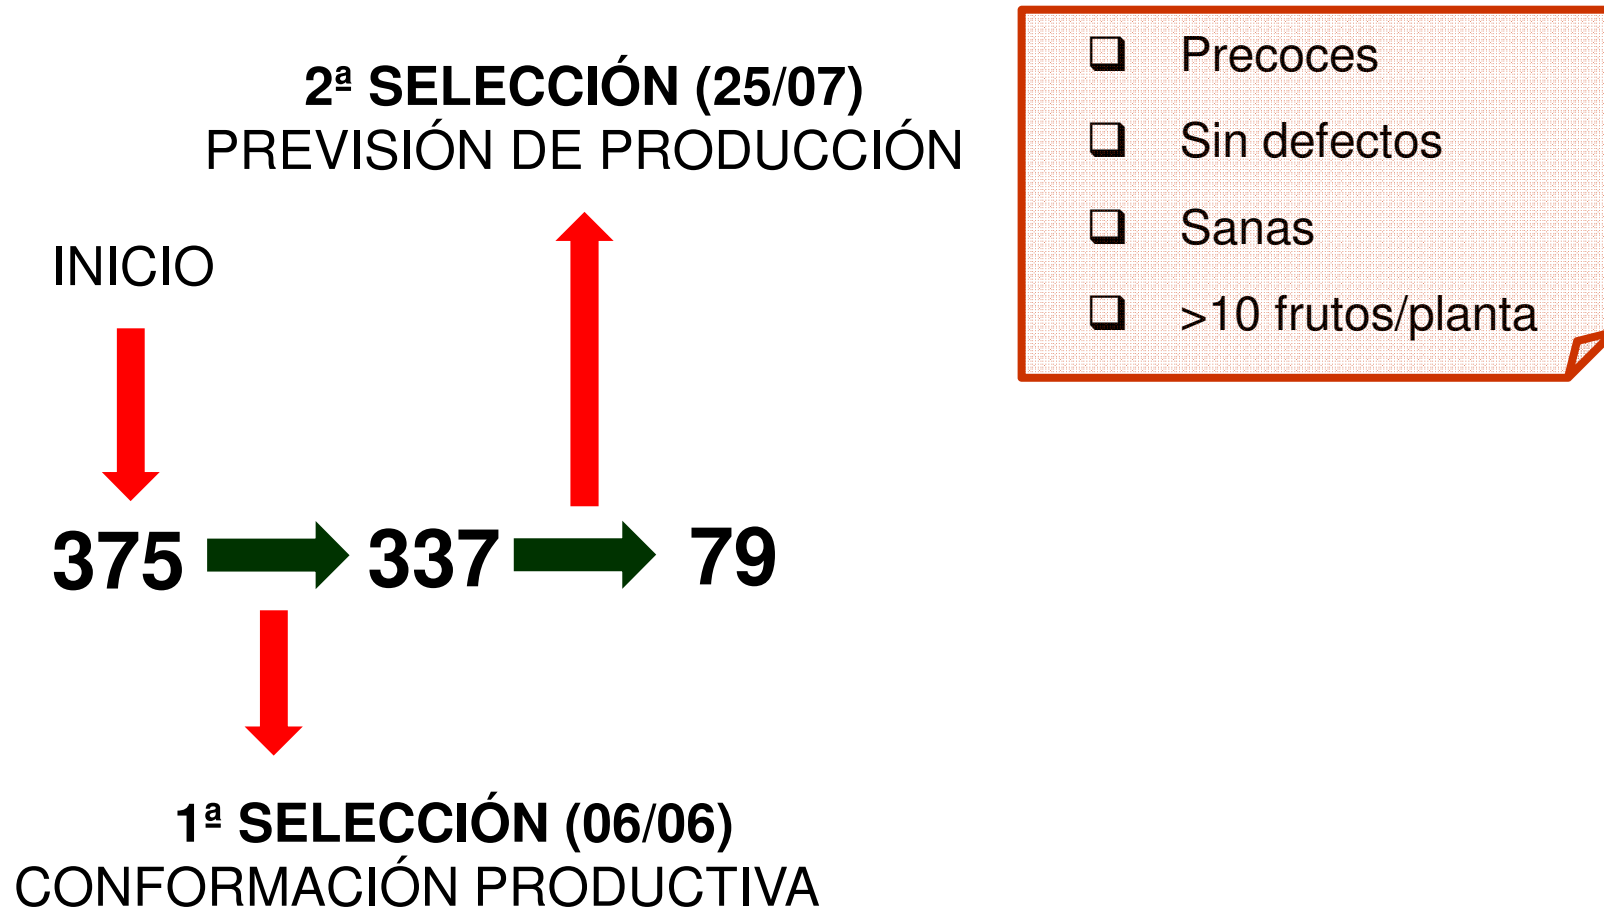 2ª SELECCIÓN (25/07)
PREVISIÓN DE PRODUCCIÓN
INICIO
375 337 79
1ª SELECCIÓN (06/06)
CONFORMACIÓN PRODUCTIVA
Precoces
Sin defectos
Sanas
>10 frutos/planta